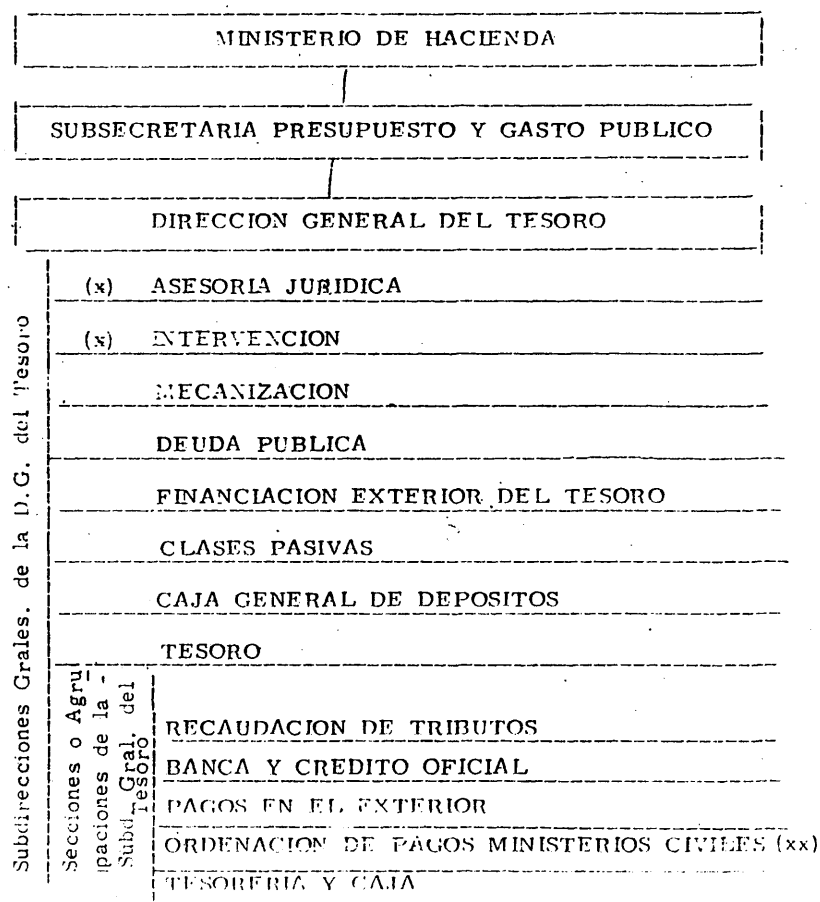 MINISTERIO DE HACIENDA
SUBSECRETARIA PRESUPUESTO Y GASTO PUBLICO
DIRECCION GENERAL DEL TESORO
Subdirecciones Grales. de la D.G. del Tesoro
(x) ASESORIA JURIDICA
(x) INTERVENCION
MECANIZACION
DEUDA PUBLICA
FINANCIACION EXTERIOR DEL TESORO
CLASES PASIVAS
CAJA GENERAL DE DEPOSITOS
TESORO
Secciones o Agru
paciones de la -
Subd. Gral. del
Tesoro
RECAUDACION DE TRIBUTOS
BANCA Y CREDITO OFICIAL
PAGOS EN EL EXTERIOR
ORDENACION DE PAGOS MINISTERIOS CIVILES (xx)
TESORERIA Y CAJA